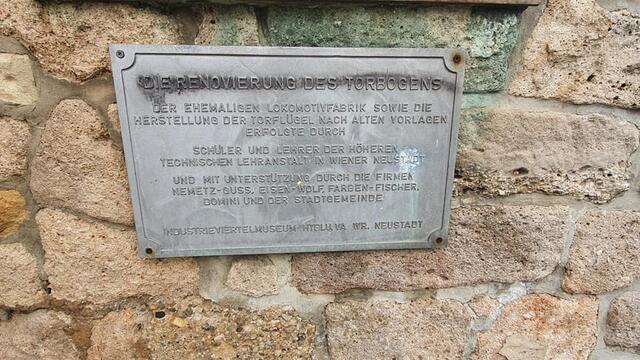 DIE RENOVIERUNG DES TORBOGENS
DER EHEMALIGEN LOKOMOTIVFABRIK SOWIE DIE
HERSTELLUNG DER TORFLÜGEL NACH ALTEN VORLAGEN
ERFOLGTE DURCH
SCHÜLER UND LEHRER DER HÖHEREN
TECHNISCHEN LEHRANSTALT IN WIENER NEUSTADT
UND MIT UNTERSTÜTZUNG DURCH DIE FIRMEN
NEMETZ-GUSS, EISEN-WOLF, FARBEN-FISCHER,
DOMINI UND DER STADTGEMEINDE
INDUSTRIEVIERTELMUSEUM HTBLU.VA WR. NEUSTADT